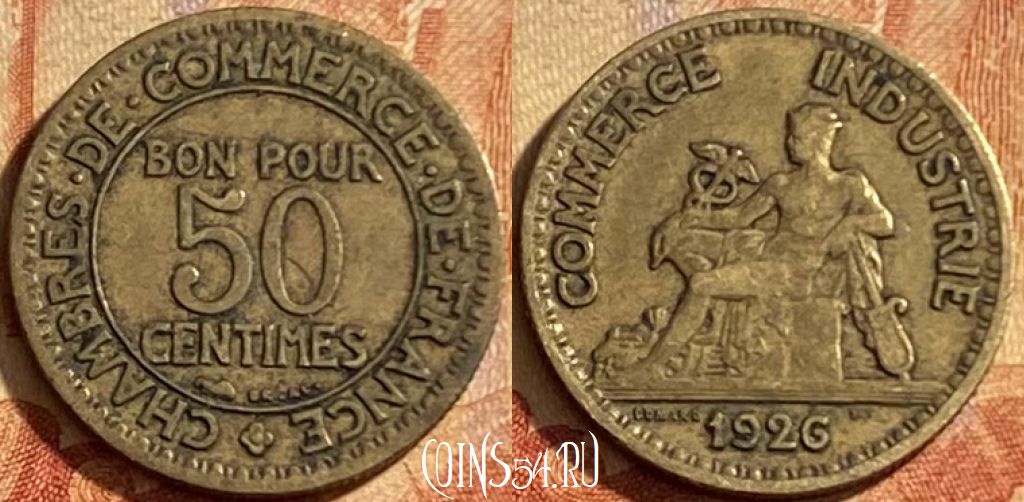 CHAMBRES · DE · COMMERCE · DE · FRANCE
BON POUR
50
CENTIMES
COMMERCE INDUSTRIE
1926
COINS54.RU